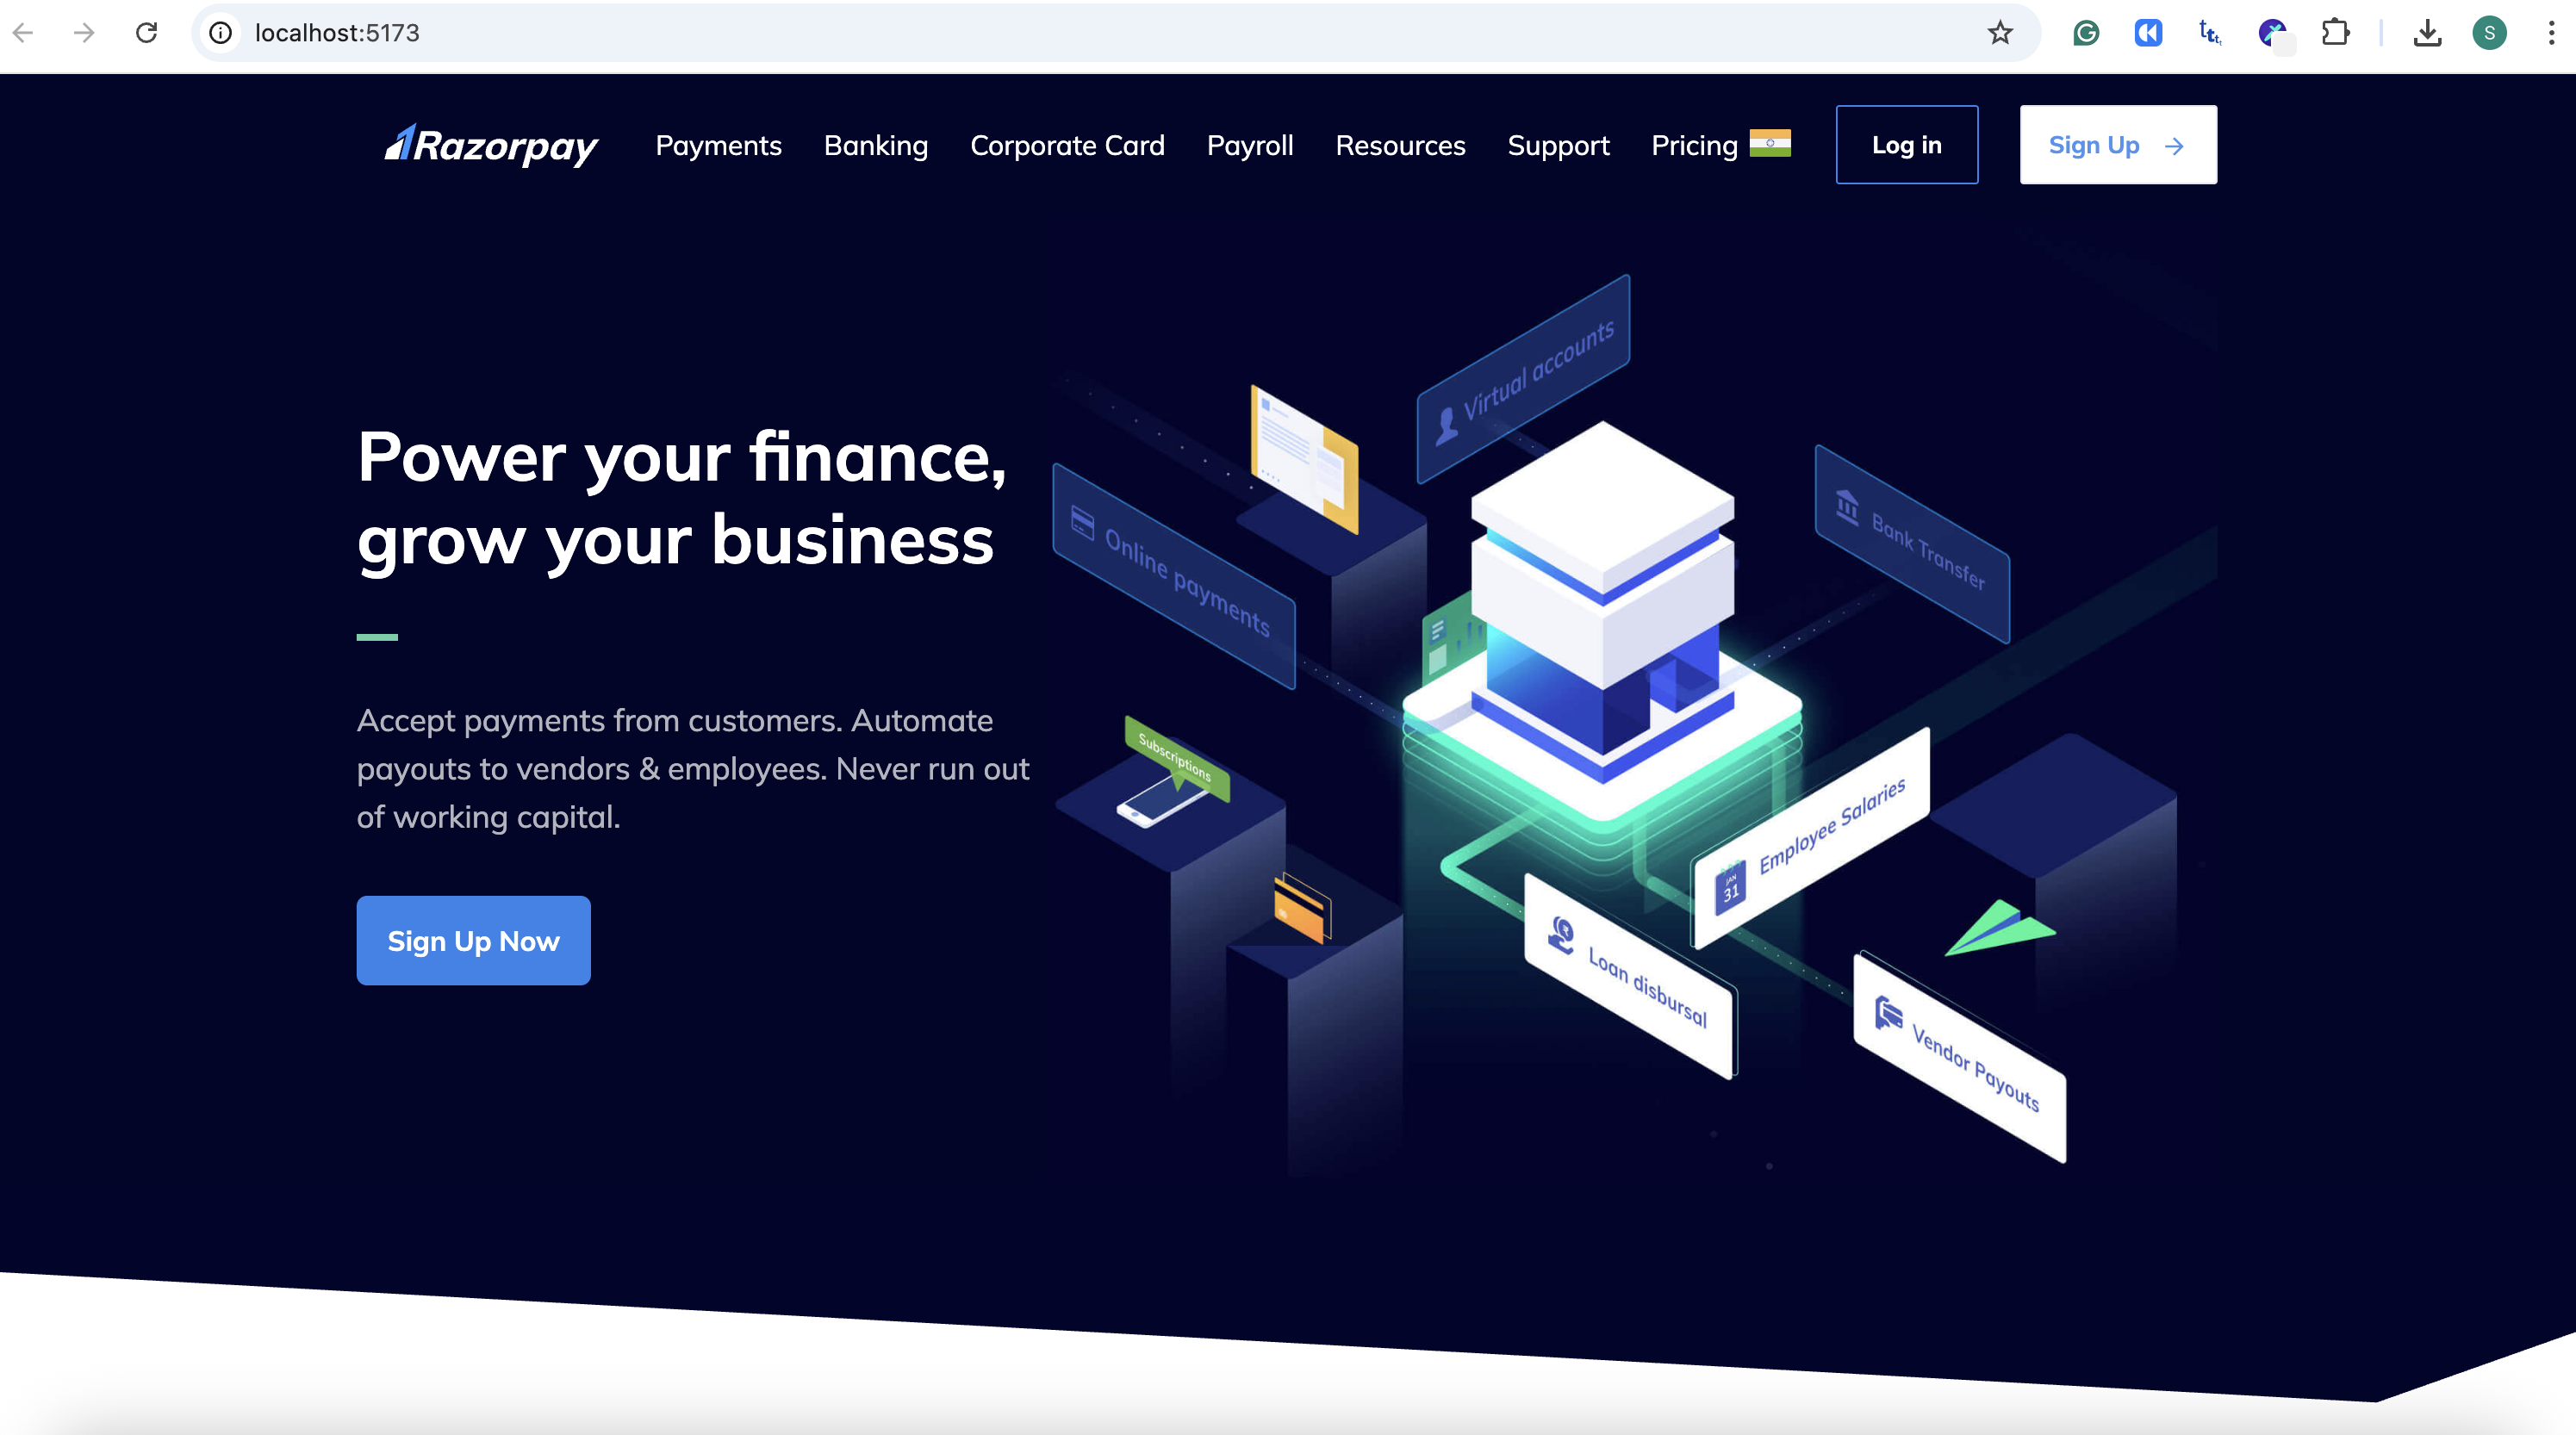 localhost:5173
S
Razorpay
Payments
Banking
Corporate Card
Payroll
Resources
Support
Pricing
Log in
Sign Up →
Power your finance,
grow your business
Accept payments from customers. Automate
payouts to vendors & employees. Never run out
of working capital.
Sign Up Now
Virtual accounts
Online payments
Bank Transfer
Subscriptions
Employee Salaries
JAN
31
Loan disbursal
Vendor Payouts